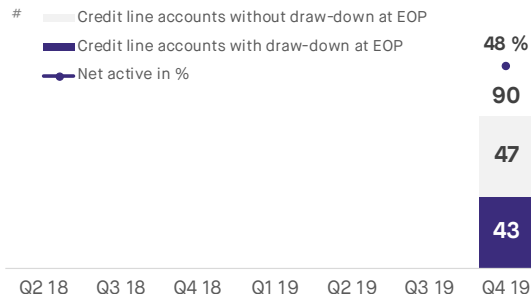 #
Credit line accounts without draw-down at EOP
Credit line accounts with draw-down at EOP
Net active in %
48 %
90
47
43
Q2 18 Q3 18 Q4 18 Q1 19 Q2 19 Q3 19 Q4 19